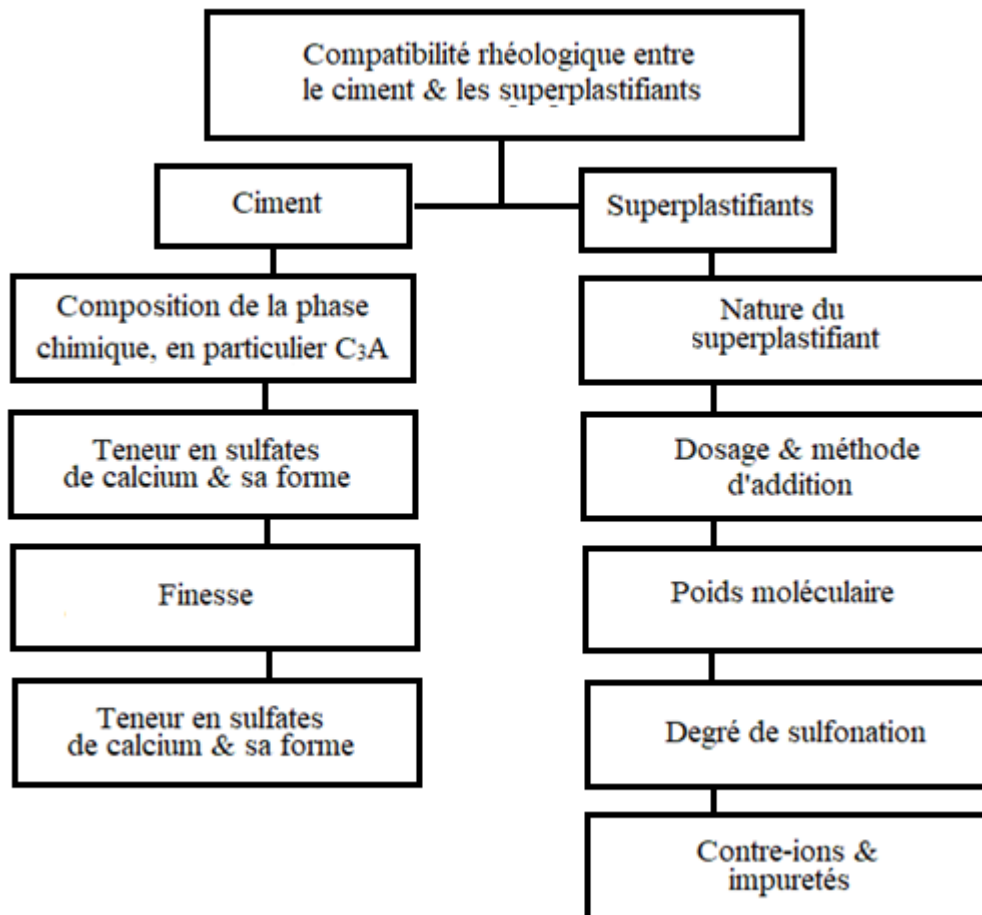 Compatibilité rhéologique entre
le ciment & les superplastifiants
Ciment
Superplastifiants
Composition de la phase
chimique, en particulier C₃A
Nature du
superplastifiant
Teneur en sulfates
de calcium & sa forme
Dosage & méthode
d'addition
Finesse
Poids moléculaire
Teneur en sulfates
de calcium & sa forme
Degré de sulfonation
Contre-ions &
impuretés